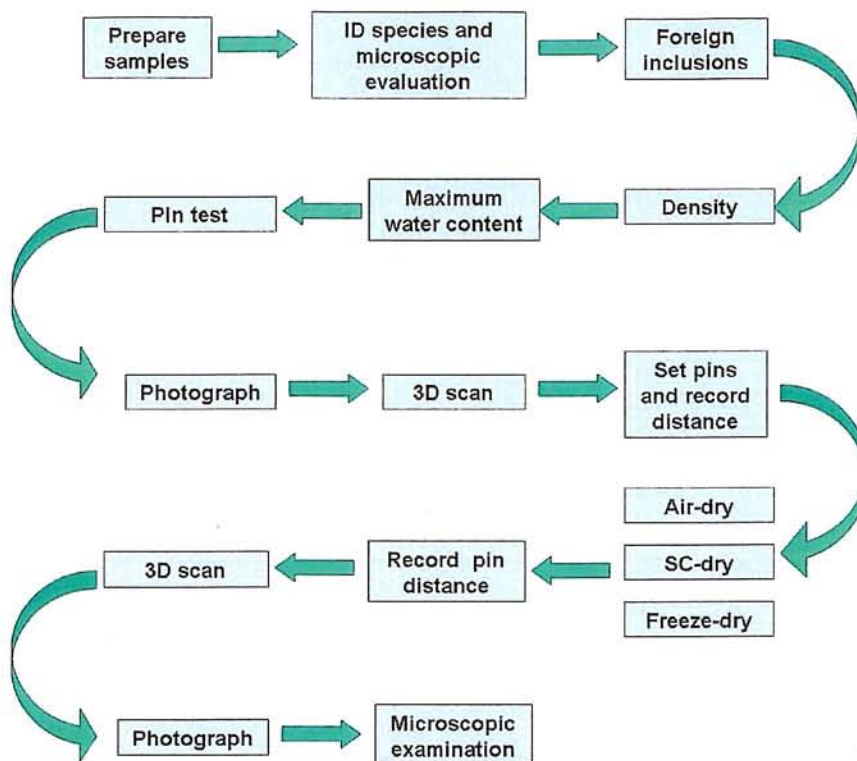 Prepare
samples
ID species and
microscopic
evaluation
Foreign
inclusions
Density
Maximum
water content
Pin test
Photograph
3D scan
Set pins
and record
distance
Air-dry
SC-dry
Freeze-dry
Record pin
distance
3D scan
Photograph
Microscopic
examination